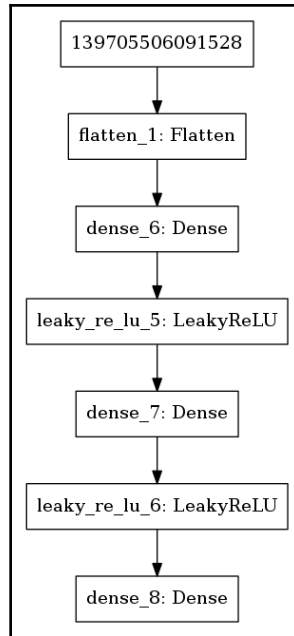 139705506091528
flatten_1: Flatten
dense_6: Dense
leaky_re_lu_5: LeakyReLU
dense_7: Dense
leaky_re_lu_6: LeakyReLU
dense_8: Dense